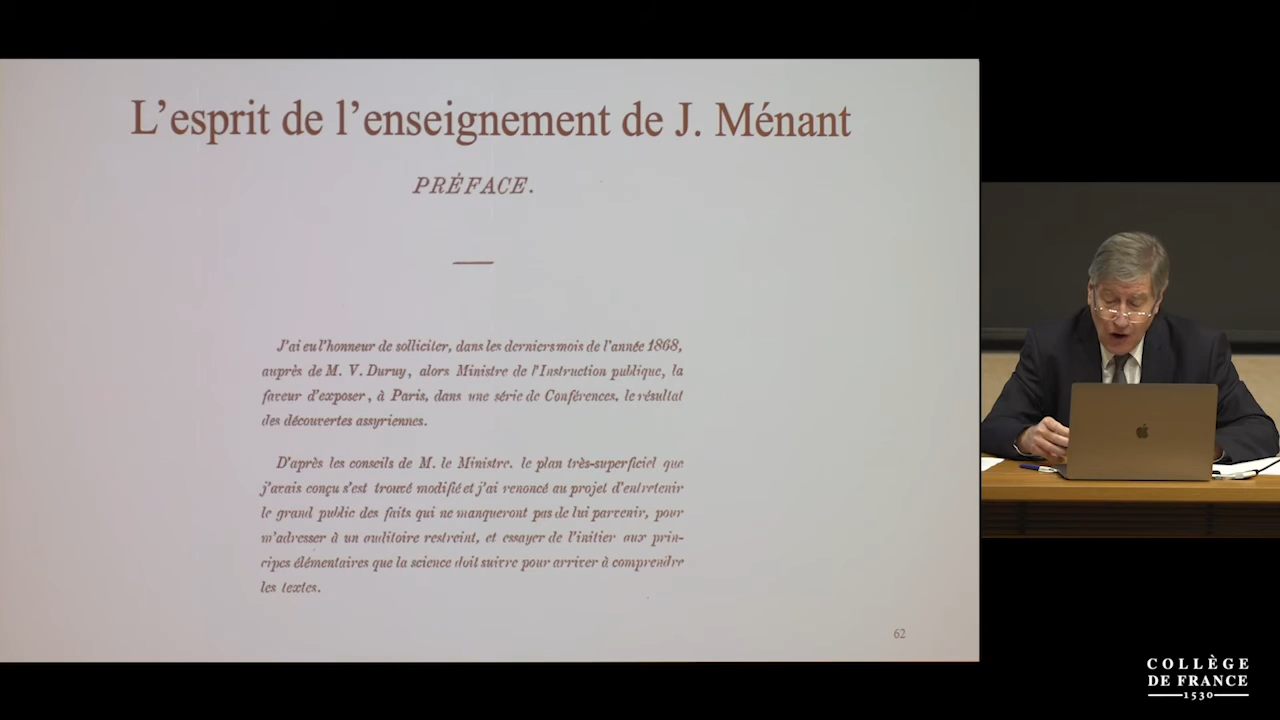 L’esprit de l’enseignement de J. Ménant
PRÉFACE.
J'ai eu l'honneur de solliciter, dans les derniers mois de l'année 1868,
auprès de M. V. Duruy, alors Ministre de l'Instruction publique, la
faveur d'exposer, à Paris, dans une série de Conférences, le résultat
des découvertes assyriennes.
D'après les conseils de M. le Ministre. le plan très-superficiel que
j'avais conçu s'est trouvé modifié et j'ai renoncé au projet d'entretenir
le grand public des faits qui ne manqueront pas de lui parvenir, pour
m'adresser à un auditoire restreint, et essayer de l'initier aux prin-
cipes élémentaires que la science doit suivre pour arriver à comprendre
les textes.
62
COLLÈGE
DE FRANCE
1530